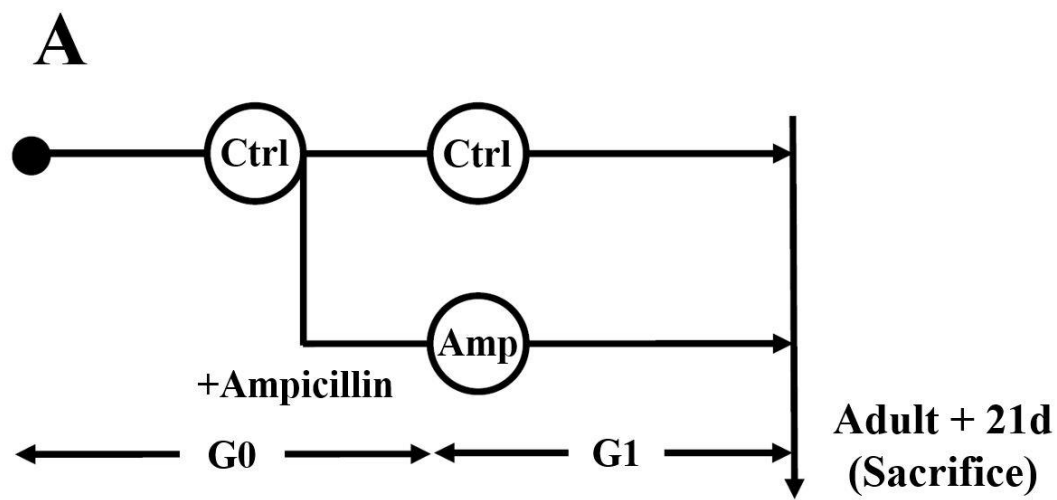 A
Ctrl
Ctrl
Amp
+Ampicillin
G0
G1
Adult + 21d
(Sacrifice)